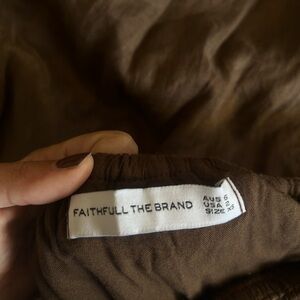 FAITHFULL THE BRAND
AUS 6
USA 2
SIZE XS